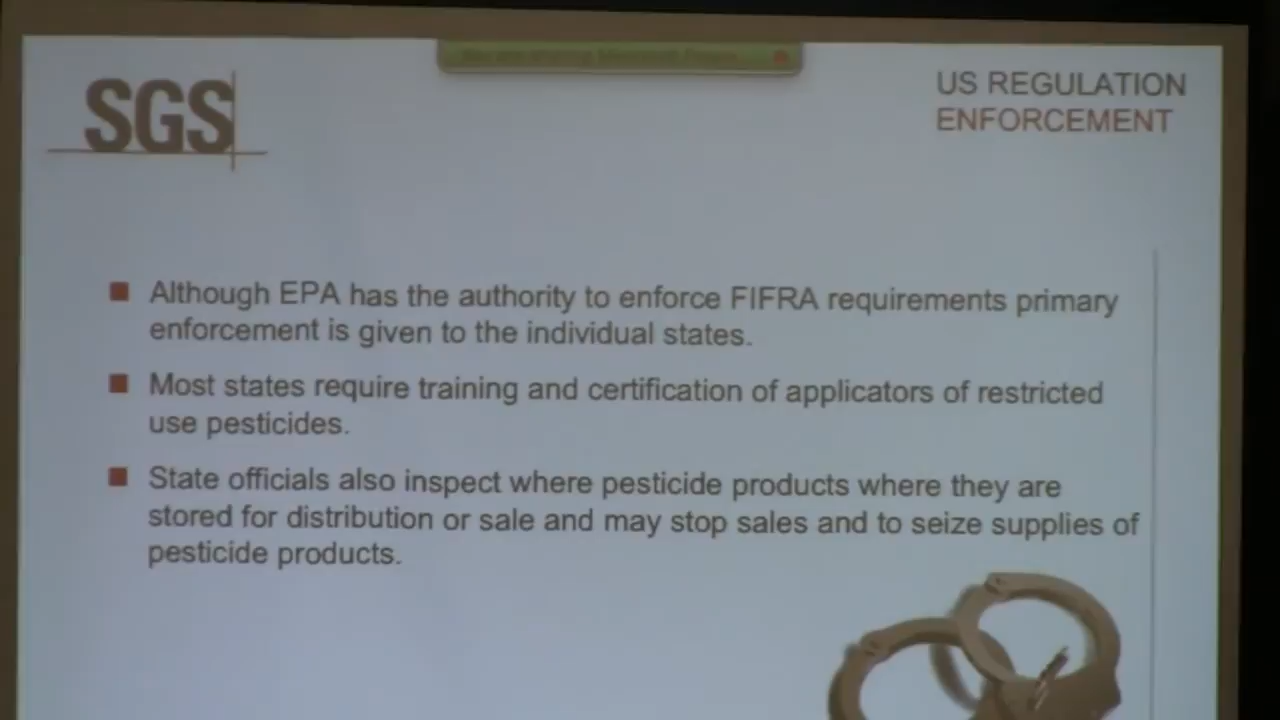 SGS
US REGULATION
ENFORCEMENT
Although EPA has the authority to enforce FIFRA requirements primary
enforcement is given to the individual states.
Most states require training and certification of applicators of restricted
use pesticides.
State officials also inspect where pesticide products where they are
stored for distribution or sale and may stop sales and to seize supplies of
pesticide products.